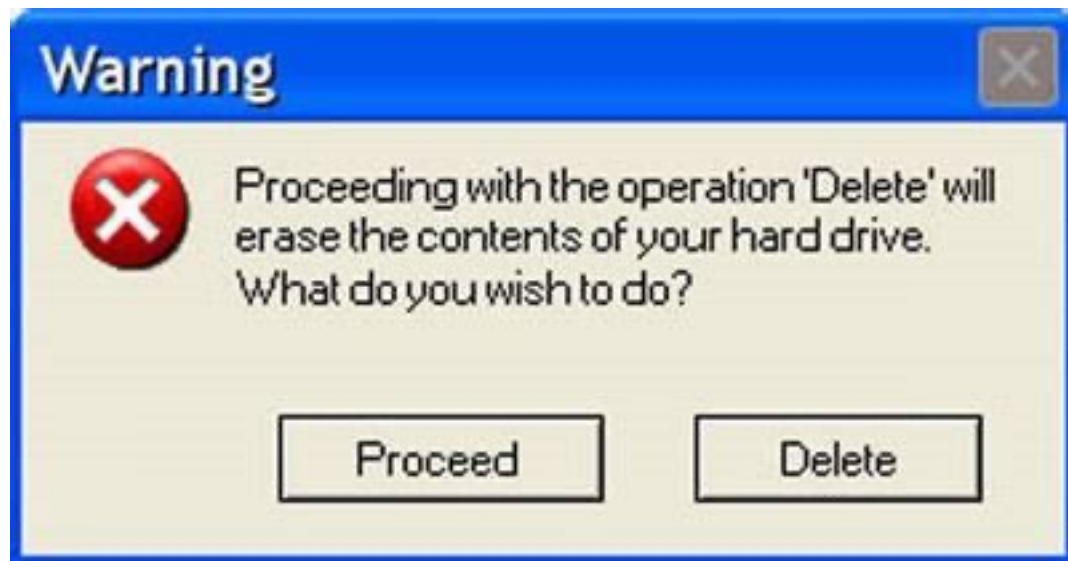 Warning
Proceeding with the operation 'Delete' will
erase the contents of your hard drive.
What do you wish to do?
Proceed
Delete